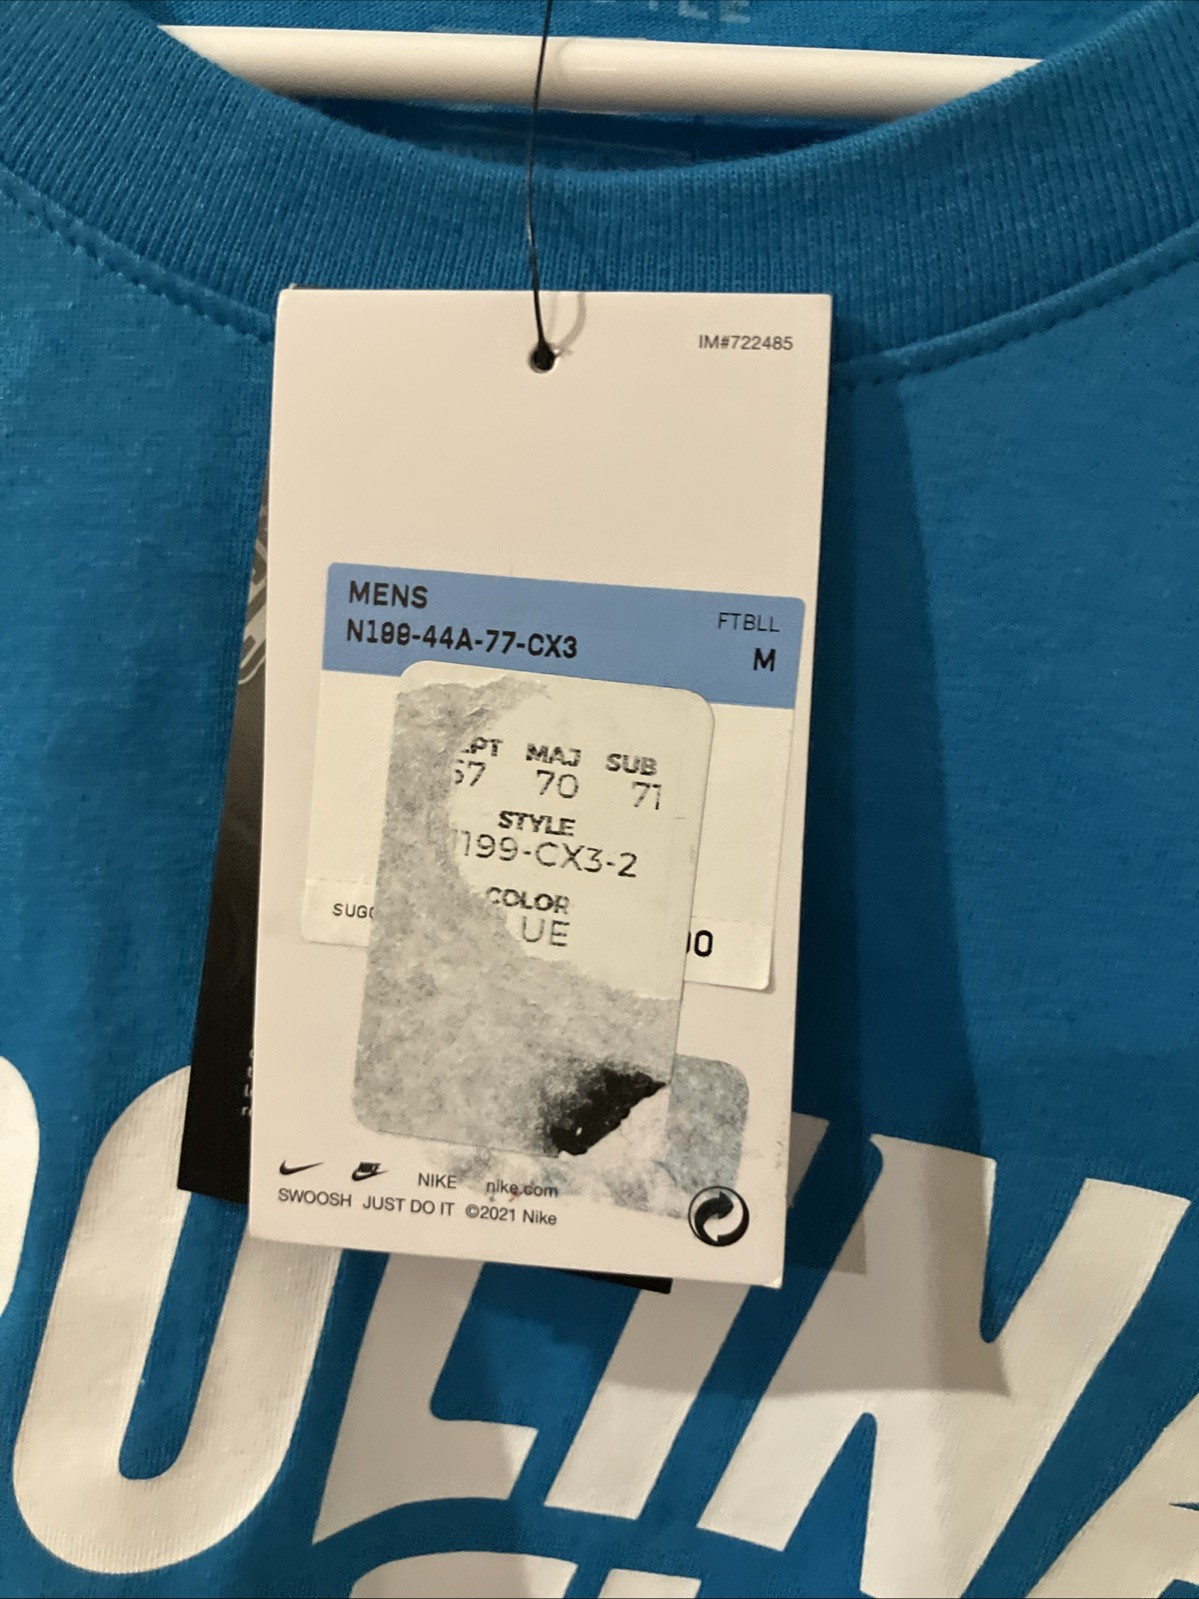 IM#722485
MENS
FTBLL
N199-44A-77-CX3
M
MAJ SUB
70 71
STYLE
199-CX3-2
COLOR
UE
NIKE nike.com
SWOOSH JUST DO IT ©2021 Nike